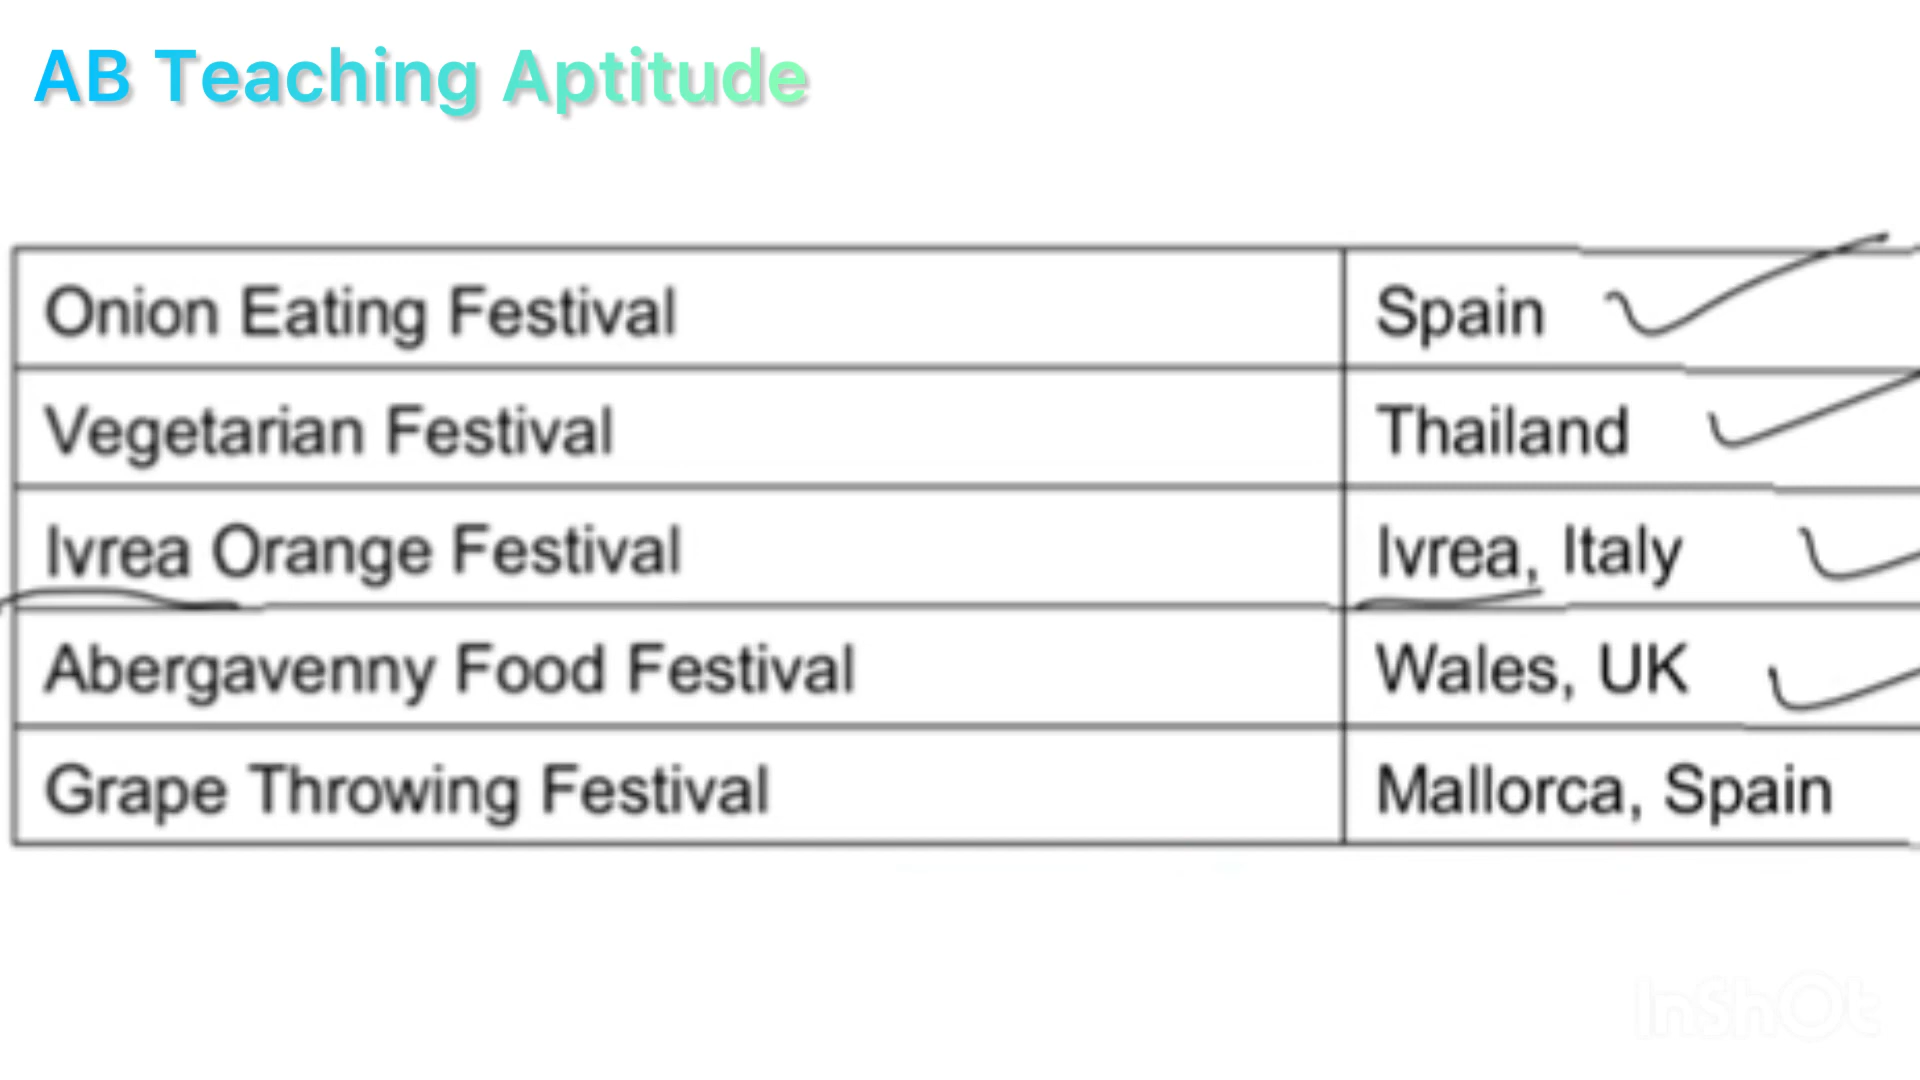 AB Teaching Aptitude
Onion Eating Festival Spain
Vegetarian Festival Thailand
Ivrea Orange Festival Ivrea, Italy
Abergavenny Food Festival Wales, UK
Grape Throwing Festival Mallorca, Spain
InShOt